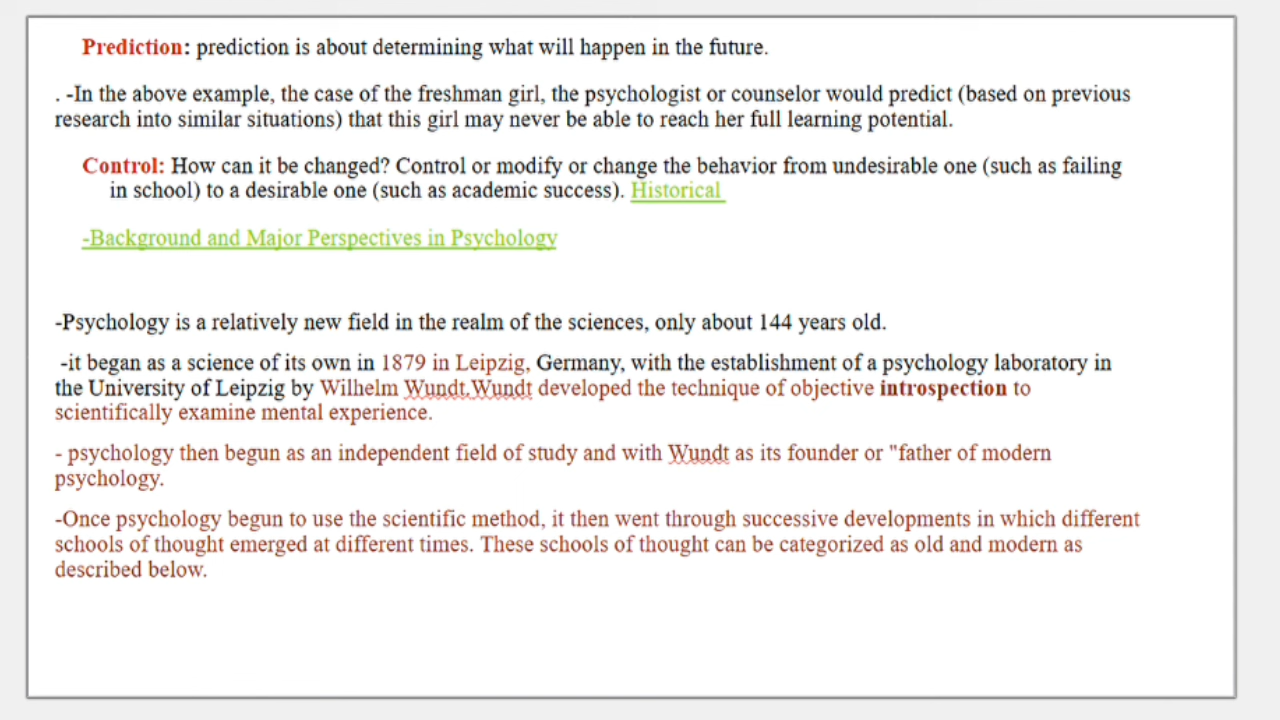 Prediction: prediction is about determining what will happen in the future.
. -In the above example, the case of the freshman girl, the psychologist or counselor would predict (based on previous
research into similar situations) that this girl may never be able to reach her full learning potential.
Control: How can it be changed? Control or modify or change the behavior from undesirable one (such as failing
in school) to a desirable one (such as academic success). Historical
-Background and Major Perspectives in Psychology
-Psychology is a relatively new field in the realm of the sciences, only about 144 years old.
-it began as a science of its own in 1879 in Leipzig, Germany, with the establishment of a psychology laboratory in
the University of Leipzig by Wilhelm Wundt.Wundt developed the technique of objective introspection to
scientifically examine mental experience.
- psychology then begun as an independent field of study and with Wundt as its founder or "father of modern
psychology.
-Once psychology begun to use the scientific method, it then went through successive developments in which different
schools of thought emerged at different times. These schools of thought can be categorized as old and modern as
described below.